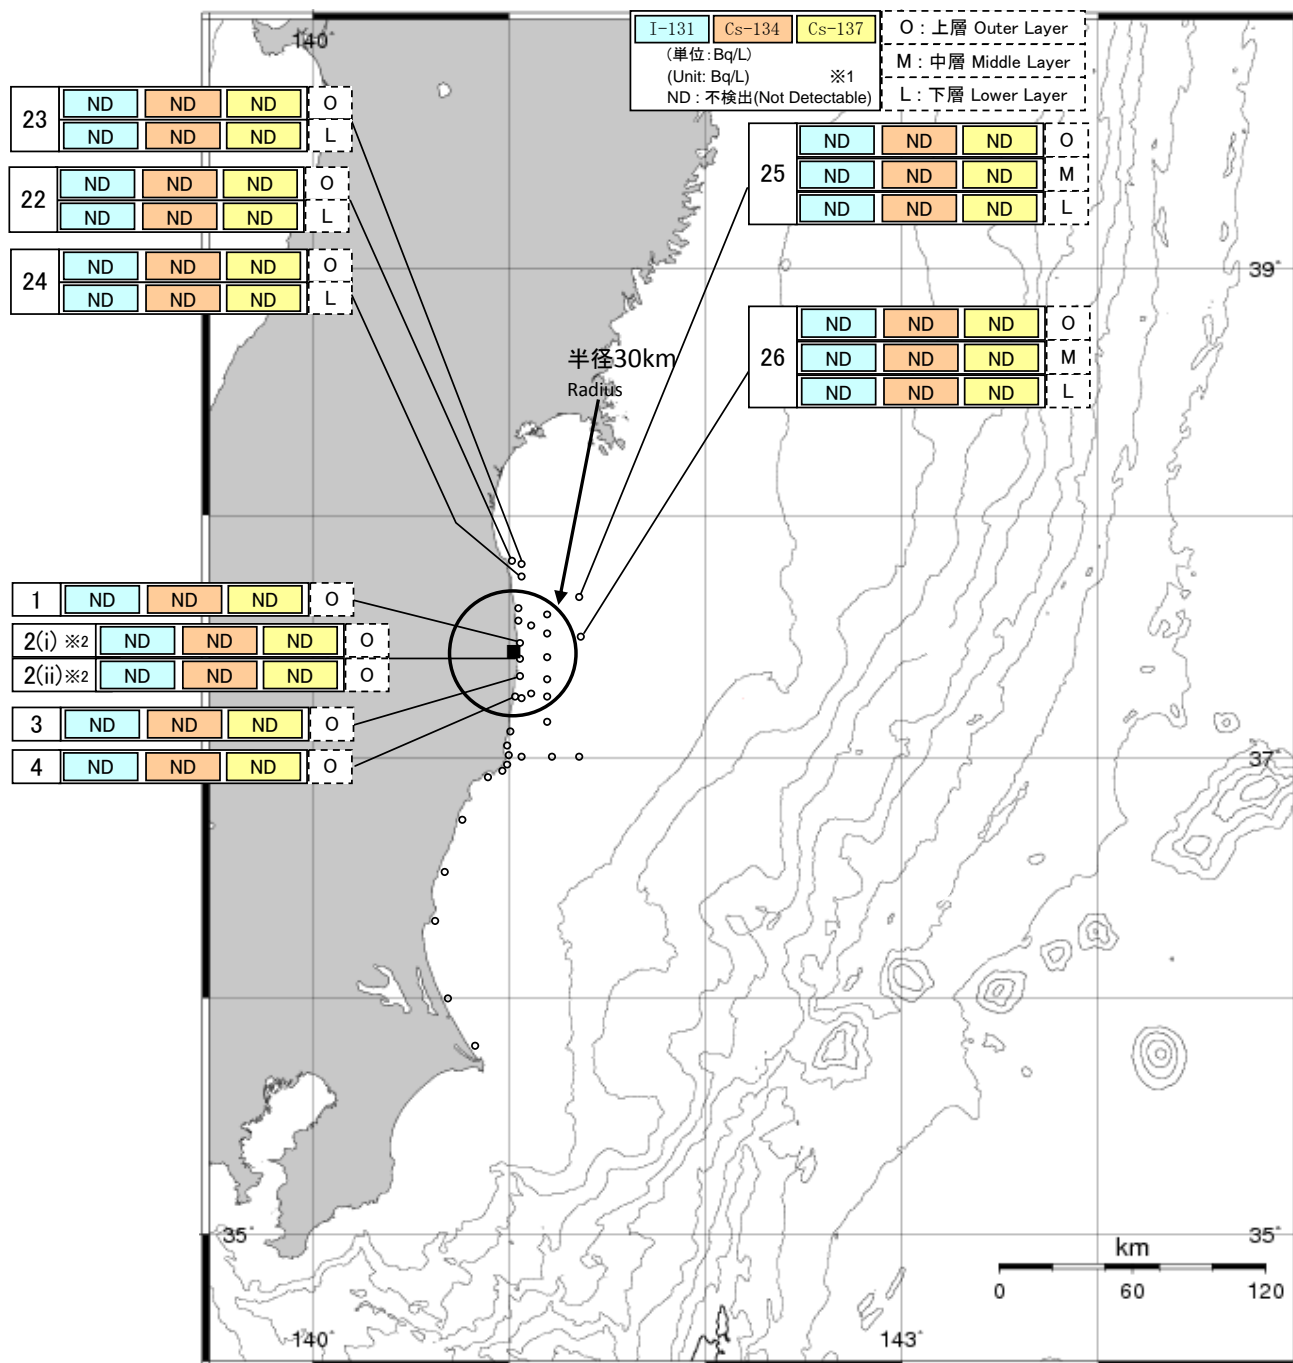 140°
I-131 Cs-134 Cs-137
(単位:Bq/L)
(Unit: Bq/L) ※1
ND : 不検出(Not Detectable)
O : 上層 Outer Layer
M : 中層 Middle Layer
L : 下層 Lower Layer
23
ND ND ND O
ND ND ND L
22
ND ND ND O
ND ND ND L
24
ND ND ND O
ND ND ND L
25
ND ND ND O
ND ND ND M
ND ND ND L
39°
26
ND ND ND O
ND ND ND M
ND ND ND L
半径30km
Radius
1 ND ND ND O
2(i) ※2 ND ND ND O
2(ii)※2 ND ND ND O
3 ND ND ND O
4 ND ND ND O
37°
35°
35°
km
0 60 120
140°
143°